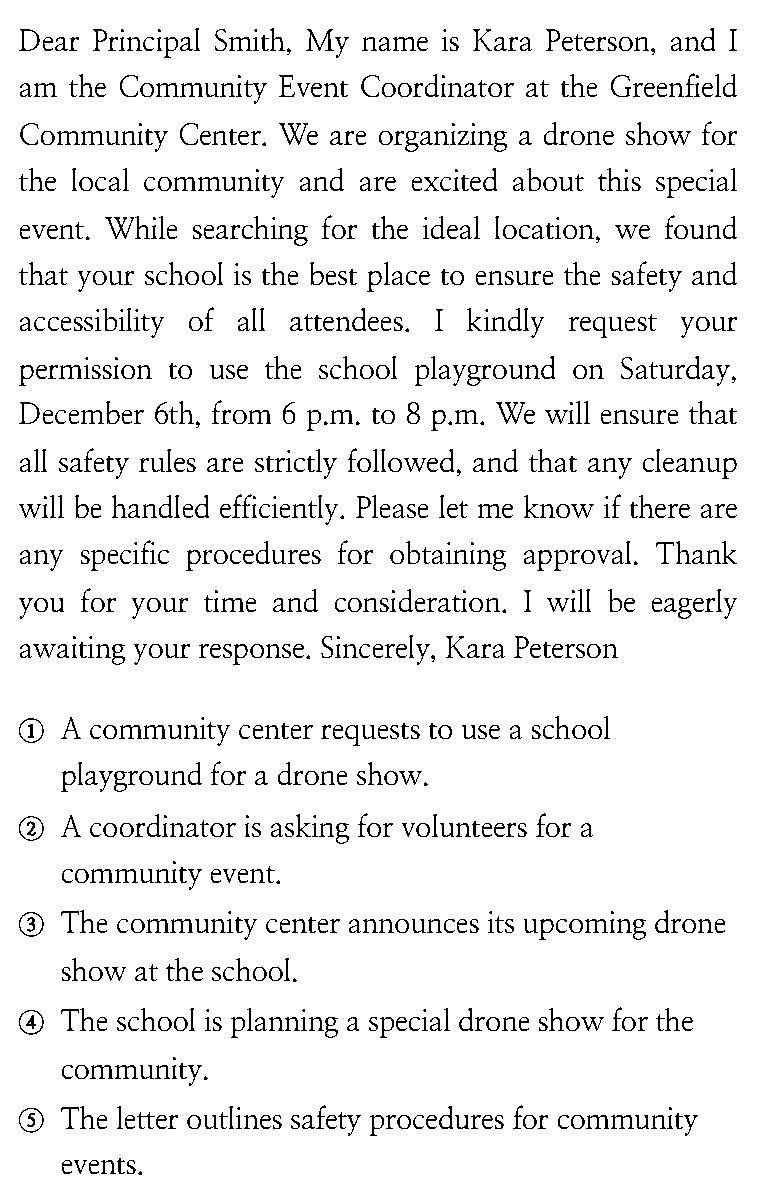 Dear Principal Smith, My name is Kara Peterson, and I
am the Community Event Coordinator at the Greenfield
Community Center. We are organizing a drone show for
the local community and are excited about this special
event. While searching for the ideal location, we found
that your school is the best place to ensure the safety and
accessibility of all attendees. I kindly request your
permission to use the school playground on Saturday,
December 6th, from 6 p.m. to 8 p.m. We will ensure that
all safety rules are strictly followed, and that any cleanup
will be handled efficiently. Please let me know if there are
any specific procedures for obtaining approval. Thank
you for your time and consideration. I will be eagerly
awaiting your response. Sincerely, Kara Peterson
① A community center requests to use a school
playground for a drone show.
② A coordinator is asking for volunteers for a
community event.
③ The community center announces its upcoming drone
show at the school.
④ The school is planning a special drone show for the
community.
⑤ The letter outlines safety procedures for community
events.